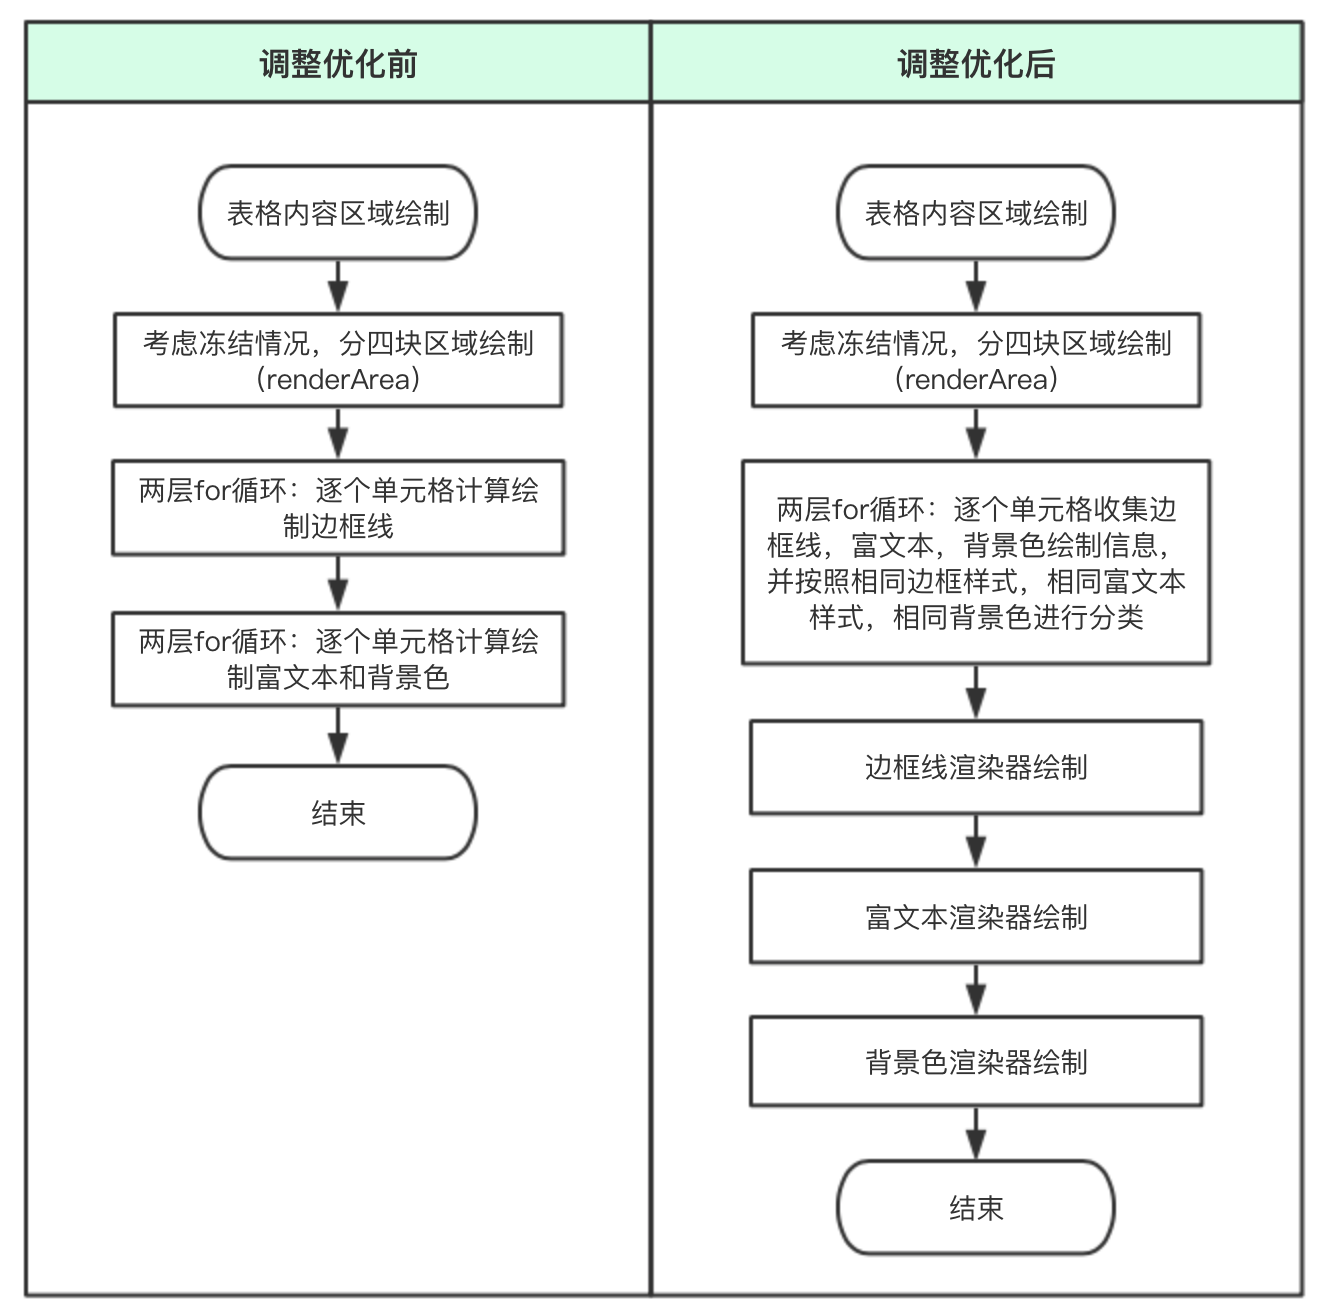 调整优化前
表格内容区域绘制
考虑冻结情况，分四块区域绘制
（renderArea）
两层for循环：逐个单元格计算绘
制边框线
两层for循环：逐个单元格计算绘
制富文本和背景色
结束
调整优化后
表格内容区域绘制
考虑冻结情况，分四块区域绘制
（renderArea）
两层for循环：逐个单元格收集边
框线，富文本，背景色绘制信息，
并按照相同边框样式，相同富文本
样式，相同背景色进行分类
边框线渲染器绘制
富文本渲染器绘制
背景色渲染器绘制
结束